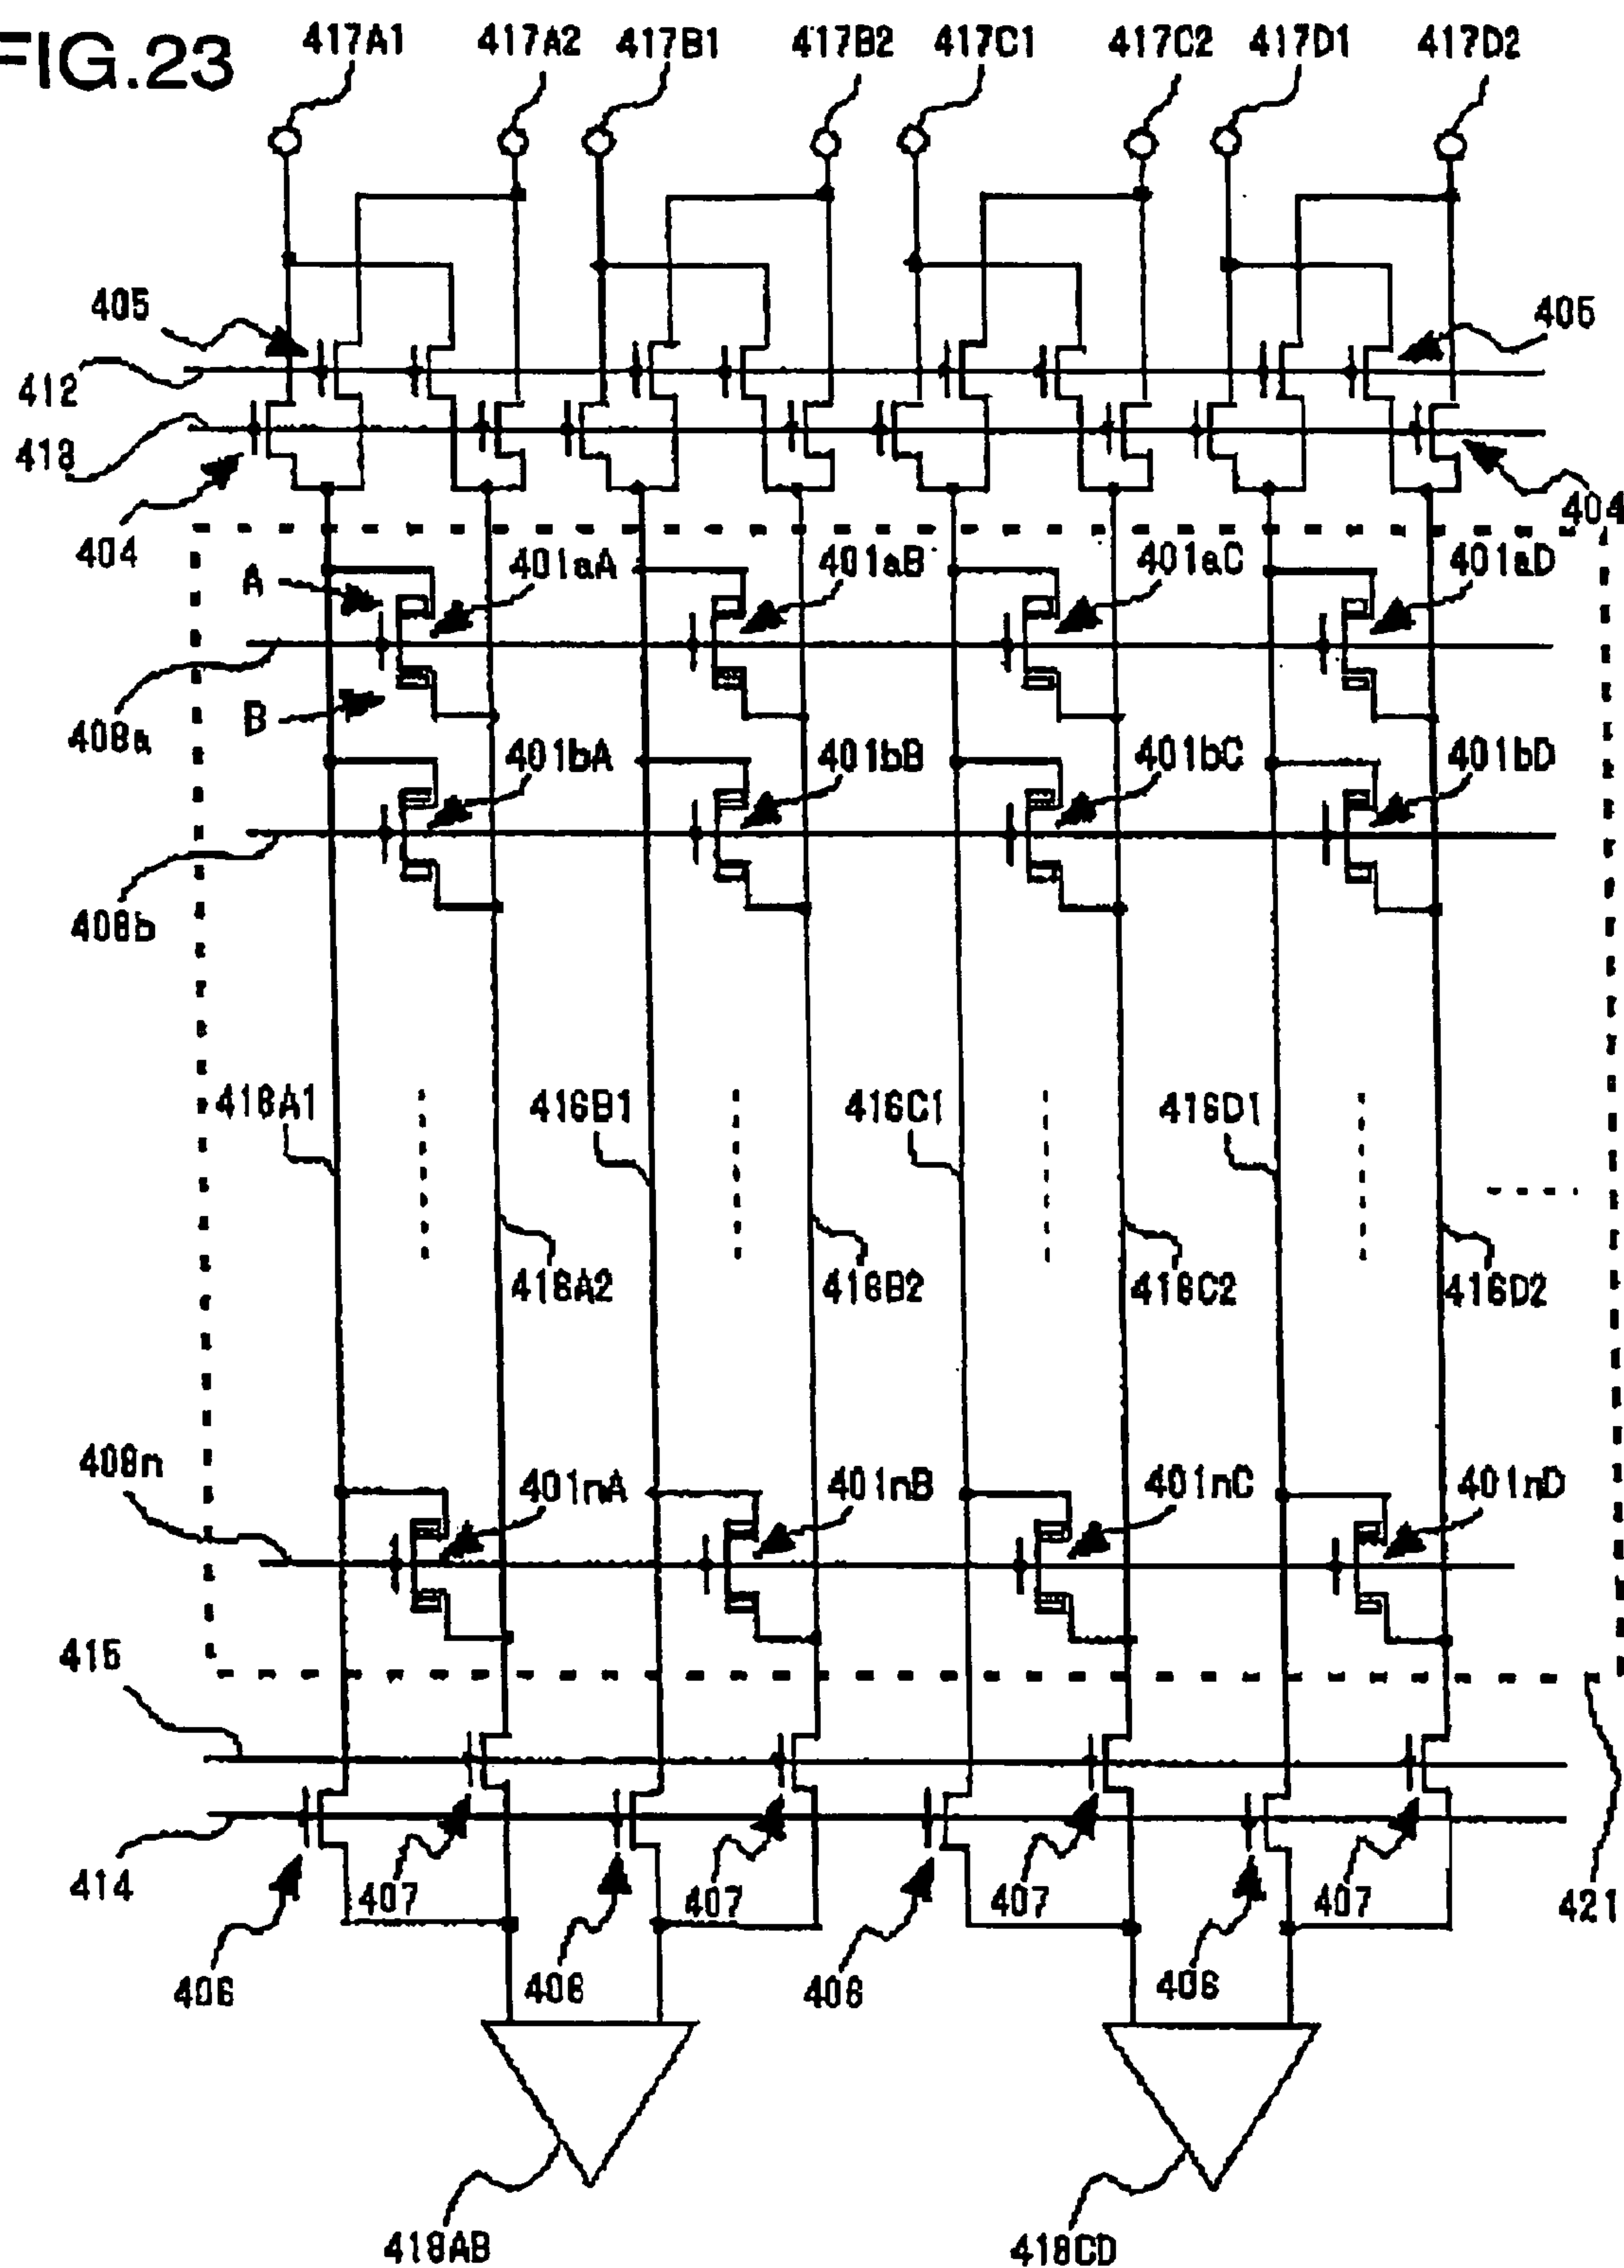 FIG.23
417A1 417A2 417B1 417B2 417C1 417C2 417D1 417D2
405 405
412
413
404 404
A 401aA 401aB 401aC 401aD
408a B
401bA 401bB 401bC 401bD
408b
416A1 416B1 416C1 416D1
416A2 416B2 416C2 416D2
408n 401nA 401nB 401nC 401nD
415
414 407 407 407 407 421
406 406 406 406
418AB 418CD